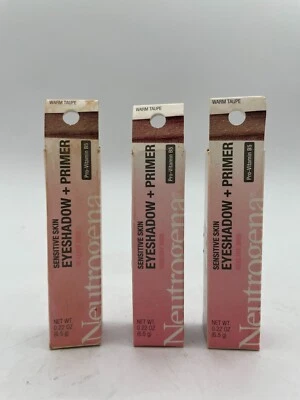 WARM TAUPE
SENSITIVE SKIN
EYESHADOW + PRIMER
Pro-Vitamin B5
Neutrogena
NET WT.
0.22 OZ
(6.5 g)
WARM TAUPE
SENSITIVE SKIN
EYESHADOW + PRIMER
Pro-Vitamin B5
Neutrogena
NET WT.
0.22 OZ
(6.5 g)
WARM TAUPE
SENSITIVE SKIN
EYESHADOW + PRIMER
Pro-Vitamin B5
Neutrogena
NET WT.
0.22 OZ
(6.5 g)